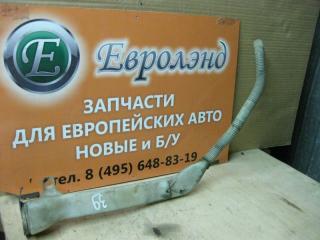 E
Евролэнд
ЗАПЧАСТИ
ДЛЯ ЕВРОПЕЙСКИХ АВТО
НОВЫЕ и Б/У
тел. 8 (495) 648-83-19